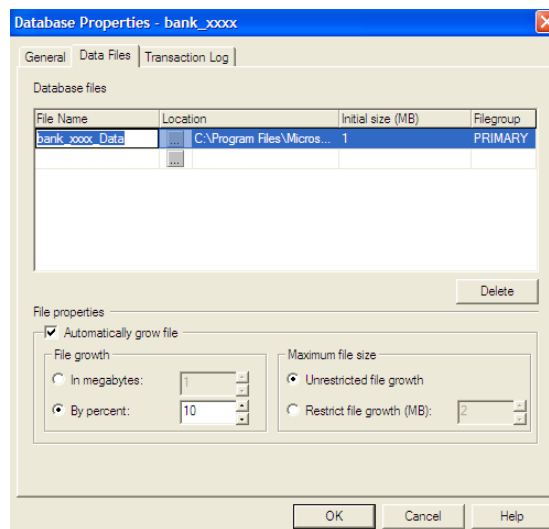 Database Properties - bank_xxxx
General Data Files Transaction Log
Database files
File Name Location Initial size (MB) Filegroup
bank_xxxx_Data ... C:\Program Files\Micros... 1 PRIMARY
...
Delete
File properties
Automatically grow file
File growth Maximum file size
In megabytes: 1 Unrestricted file growth
By percent: 10 Restrict file growth (MB): 2
OK Cancel Help